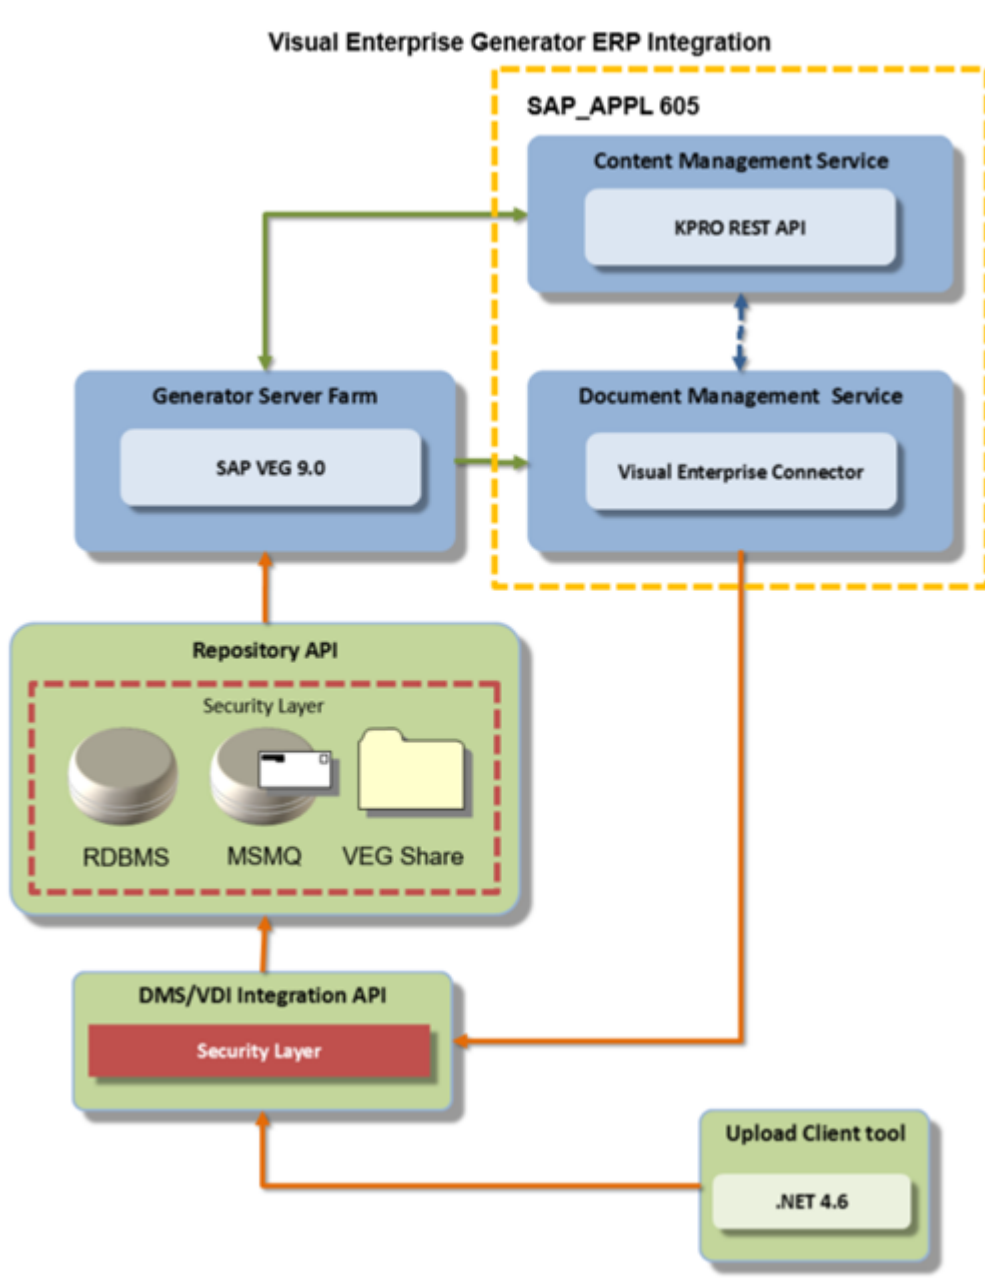 Visual Enterprise Generator ERP Integration
SAP_APPL 605
Content Management Service
KPRO REST API
Generator Server Farm
SAP VEG 9.0
Document Management  Service
Visual Enterprise Connector
Repository API
Security Layer
RDBMS
MSMQ
VEG Share
DMS/VDI Integration API
Security Layer
Upload Client tool
.NET 4.6